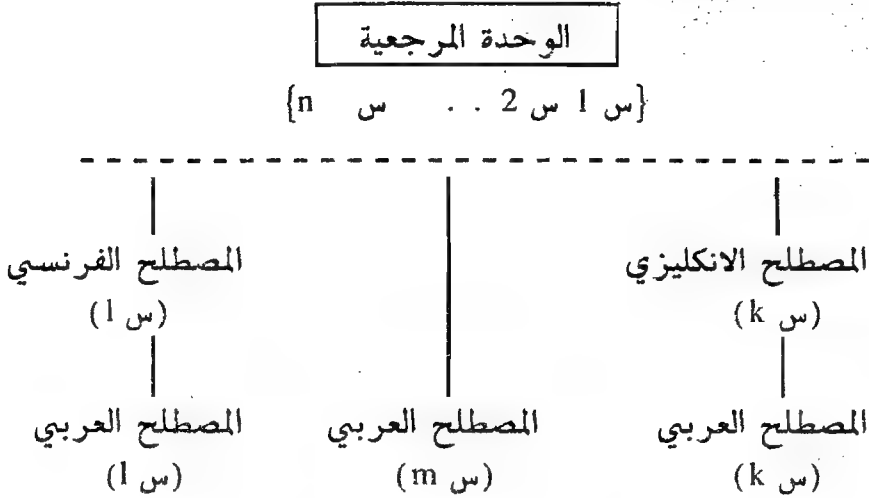 الوحدة المرجعية
{س 1 س 2 . . س n}
المصطلح الانكليزي
المصطلح الفرنسي
(س k)
(س l)
المصطلح العربي
المصطلح العربي
المصطلح العربي
(س k)
(س m)
(س l)